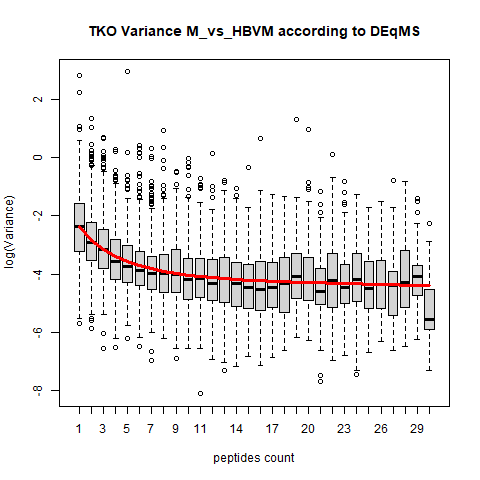 TKO Variance M_vs_HBVM according to DEqMS
log(Variance)
2
0
-2
-4
-6
-8
1 3 5 7 9 11 14 17 20 23 26 29
peptides count